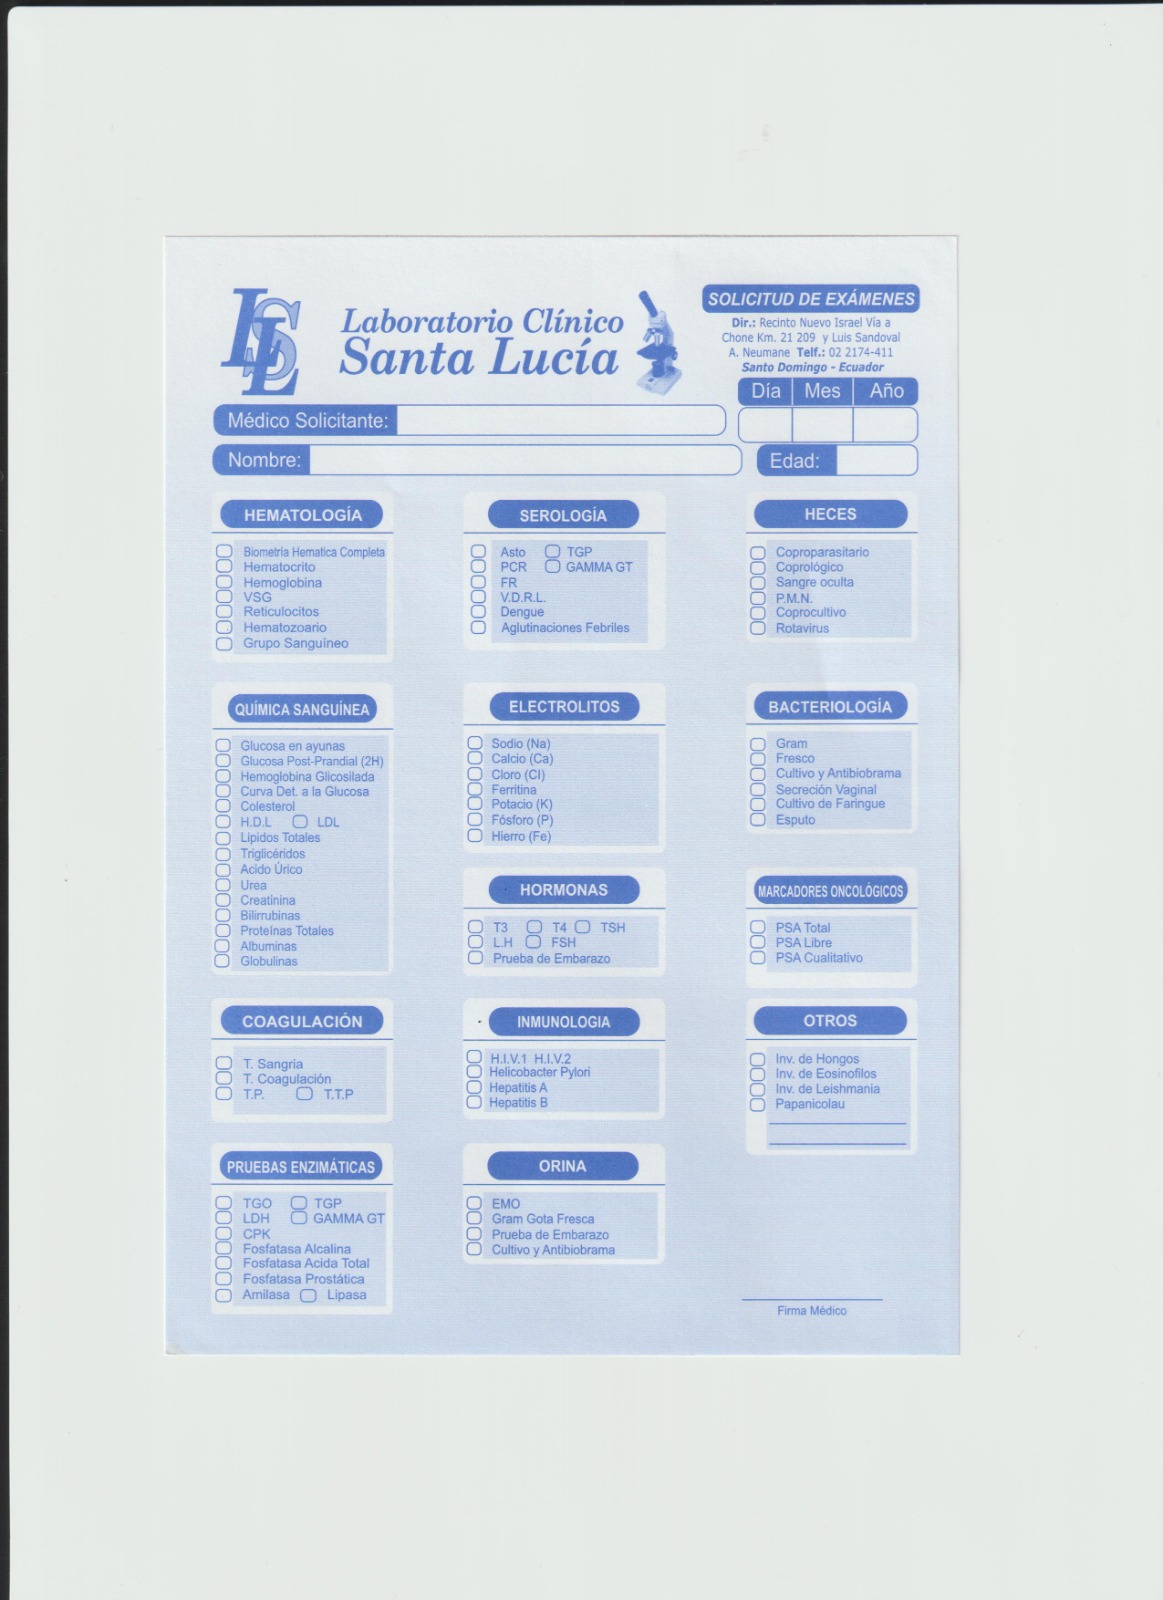 LSL
Laboratorio Clínico
Santa Lucía
SOLICITUD DE EXÁMENES
Dir.: Recinto Nuevo Israel Vía a
Chone Km. 21 209 y Luis Sandoval
A. Neumane Telf.: 02 2174-411
Santo Domingo - Ecuador
Día Mes Año
Médico Solicitante:
Nombre:
Edad:
HEMATOLOGÍA
Biometría Hematica Completa
Hematocrito
Hemoglobina
VSG
Reticulocitos
Hematozoario
Grupo Sanguíneo
SEROLOGÍA
Asto TGP
PCR GAMMA GT
FR
V.D.R.L.
Dengue
Aglutinaciones Febriles
HECES
Coproparasitario
Coprológico
Sangre oculta
P.M.N.
Coprocultivo
Rotavirus
QUÍMICA SANGUÍNEA
Glucosa en ayunas
Glucosa Post-Prandial (2H)
Hemoglobina Glicosilada
Curva Det. a la Glucosa
Colesterol
H.D.L LDL
Lipidos Totales
Triglicéridos
Acido Úrico
Urea
Creatinina
Bilirrubinas
Proteínas Totales
Albuminas
Globulinas
ELECTROLITOS
Sodio (Na)
Calcio (Ca)
Cloro (Cl)
Ferritina
Potacio (K)
Fósforo (P)
Hierro (Fe)
BACTERIOLOGÍA
Gram
Fresco
Cultivo y Antibiobrama
Secreción Vaginal
Cultivo de Faringue
Esputo
HORMONAS
T3 T4 TSH
L.H FSH
Prueba de Embarazo
MARCADORES ONCOLÓGICOS
PSA Total
PSA Libre
PSA Cualitativo
COAGULACIÓN
T. Sangria
T. Coagulación
T.P. T.T.P
INMUNOLOGIA
H.I.V.1 H.I.V.2
Helicobacter Pylori
Hepatitis A
Hepatitis B
OTROS
Inv. de Hongos
Inv. de Eosinofilos
Inv. de Leishmania
Papanicolau
PRUEBAS ENZIMÁTICAS
TGO TGP
LDH GAMMA GT
CPK
Fosfatasa Alcalina
Fosfatasa Acida Total
Fosfatasa Prostática
Amilasa Lipasa
ORINA
EMO
Gram Gota Fresca
Prueba de Embarazo
Cultivo y Antibiobrama
Firma Médico